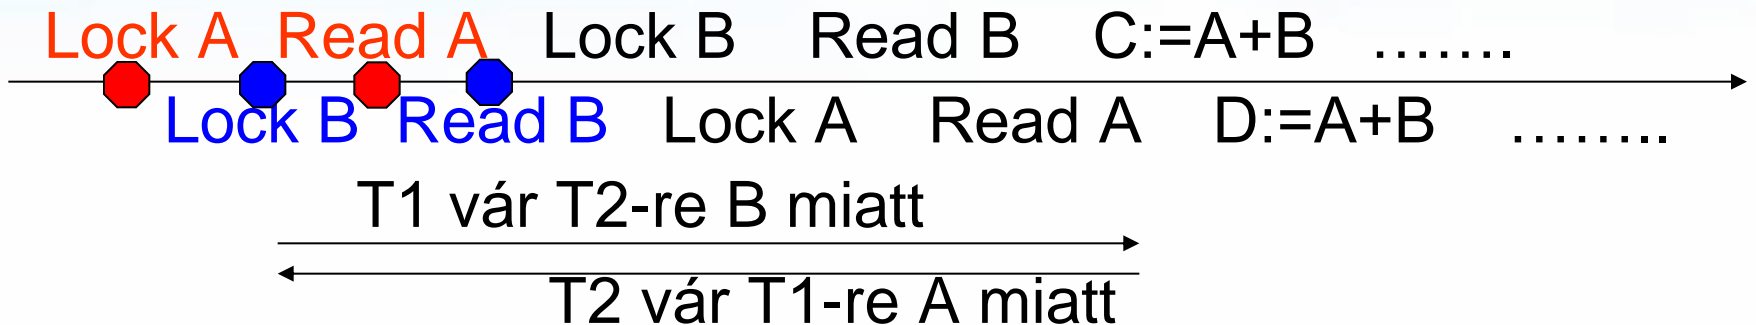 Lock A Read A Lock B Read B C:=A+B .......
Lock B Read B Lock A Read A D:=A+B ........
T1 vár T2-re B miatt
T2 vár T1-re A miatt